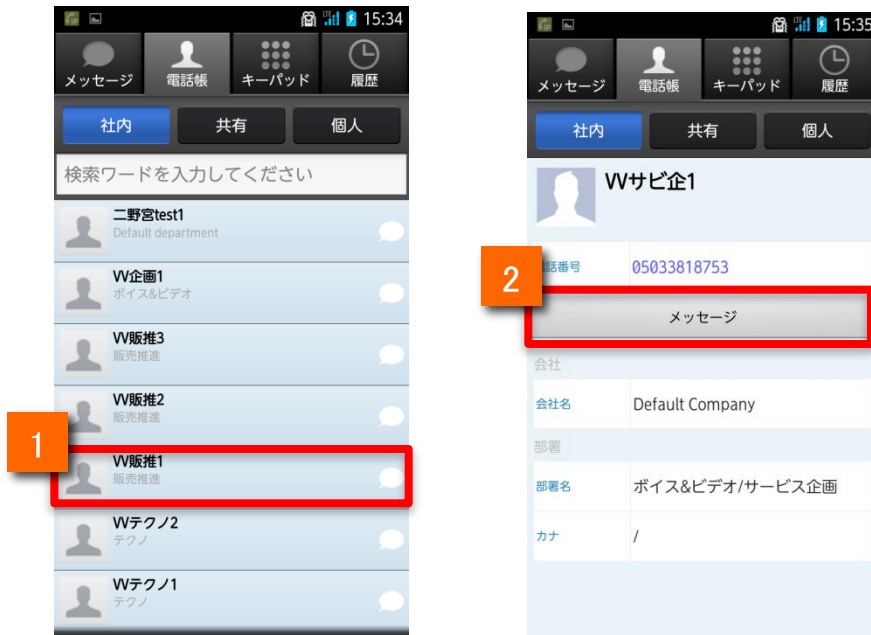 15:34
メッセージ
電話帳
キーパッド
履歴
社内
共有
個人
検索ワードを入力してください
二野宮test1
Default department
VV企画1
ボイス&ビデオ
VV販推3
販売推進
VV販推2
販売推進
1
VV販推1
販売推進
VVテクノ2
テクノ
VVテクノ1
テクノ
15:35
メッセージ
電話帳
キーパッド
履歴
社内
共有
個人
VVサビ企1
2
話番号
05033818753
メッセージ
会社
会社名
Default Company
部署
部署名
ボイス&ビデオ/サービス企画
カナ
/